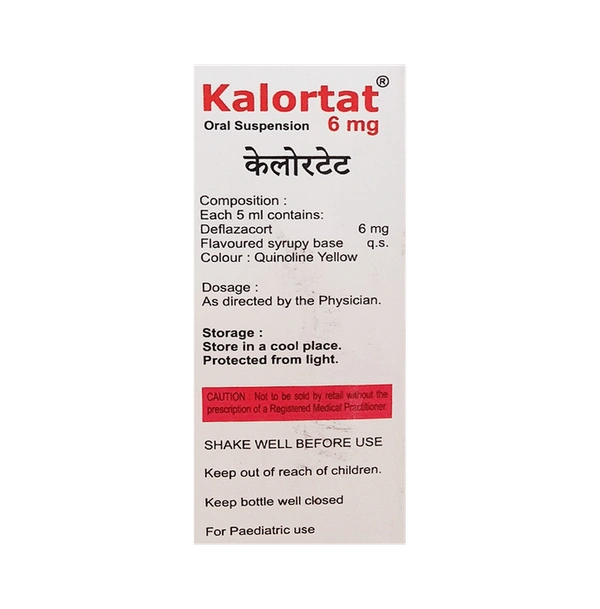 Kalortat®
Oral Suspension 6 mg
केलोरटेट
Composition :
Each 5 ml contains:
Deflazacort 6 mg
Flavoured syrupy base q.s.
Colour : Quinoline Yellow
Dosage :
As directed by the Physician.
Storage :
Store in a cool place.
Protected from light.
CAUTION : Not to be sold by retail without the
prescription of a Registered Medical Practitioner
SHAKE WELL BEFORE USE
Keep out of reach of children.
Keep bottle well closed
For Paediatric use